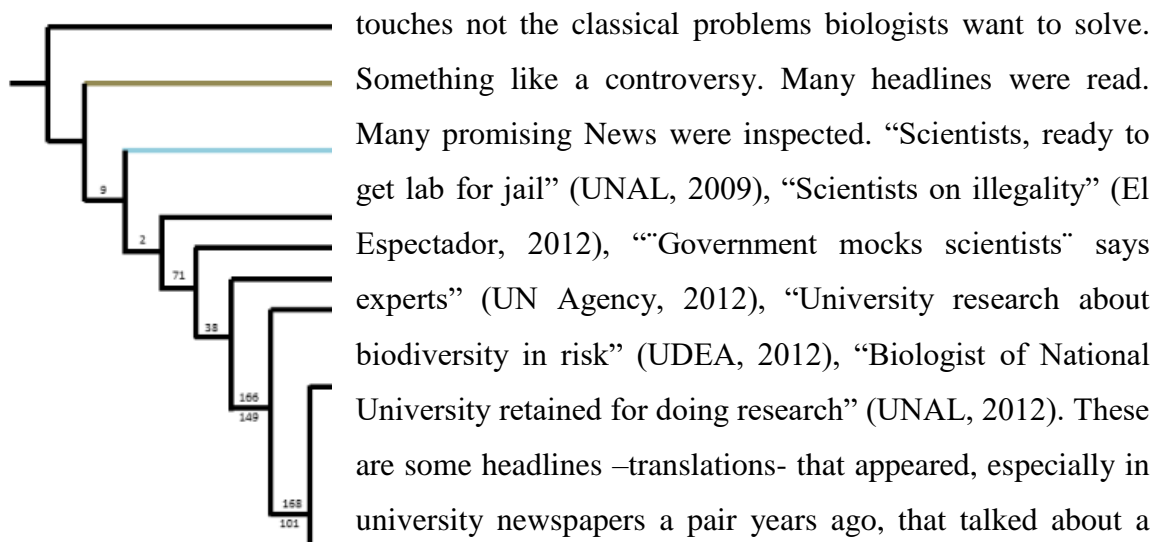 touches not the classical problems biologists want to solve.
Something like a controversy. Many headlines were read.
Many promising News were inspected. “Scientists, ready to
get lab for jail” (UNAL, 2009), “Scientists on illegality” (El
Espectador, 2012), “¨Government mocks scientists¨ says
experts” (UN Agency, 2012), “University research about
biodiversity in risk” (UDEA, 2012), “Biologist of National
University retained for doing research” (UNAL, 2012). These
are some headlines –translations- that appeared, especially in
university newspapers a pair years ago, that talked about a
9
2
71
38
166
149
168
101